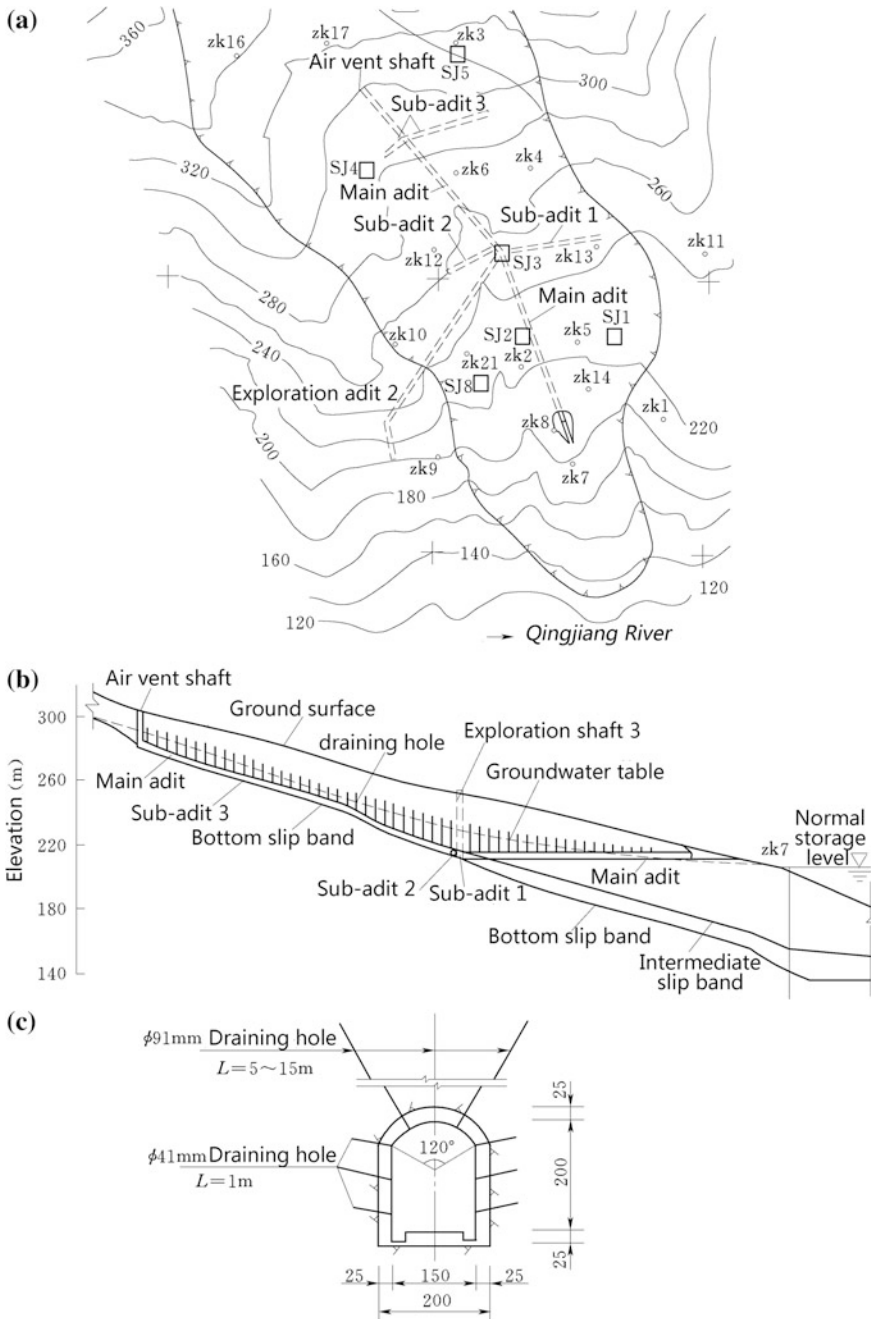 (a)
360
zk16
zk17
zk3
SJ5
Air vent shaft
300
Sub-adit 3
320
SJ4
zk6
zk4
260
Main adit
Sub-adit 2
Sub-adit 1
zk12
SJ3
zk13
zk11
280
Main adit
SJ1
SJ2
zk5
zk10
240
zk21
zk2
Exploration adit 2
SJ8
zk14
zk8
zk1
220
200
zk9
zk7
180
160
140
120
120
Qingjiang River
(b)
Air vent shaft
300
Ground surface
Exploration shaft 3
draining hole
Groundwater table
260
Main adit
Sub-adit 3
Normal
storage
level
zk7
Bottom slip band
220
Elevation (m)
Sub-adit 2
Sub-adit 1
Main adit
180
Bottom slip band
Intermediate
slip band
140
(c)
ϕ91mm Draining hole
L=5~15m
25
120°
ϕ41mm Draining hole
L=1m
200
25
25
150
25
200